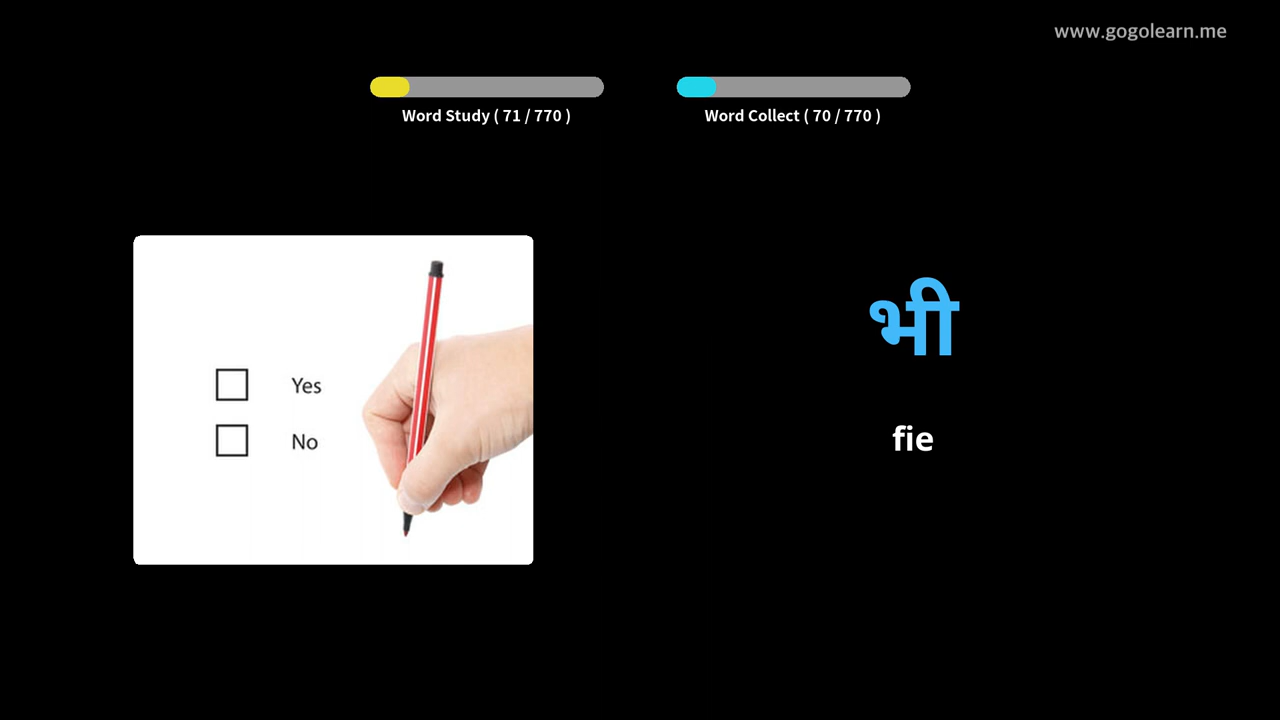 www.gogolearn.me
Word Study ( 71 / 770 )
Word Collect ( 70 / 770 )
Yes
No
भी
fie